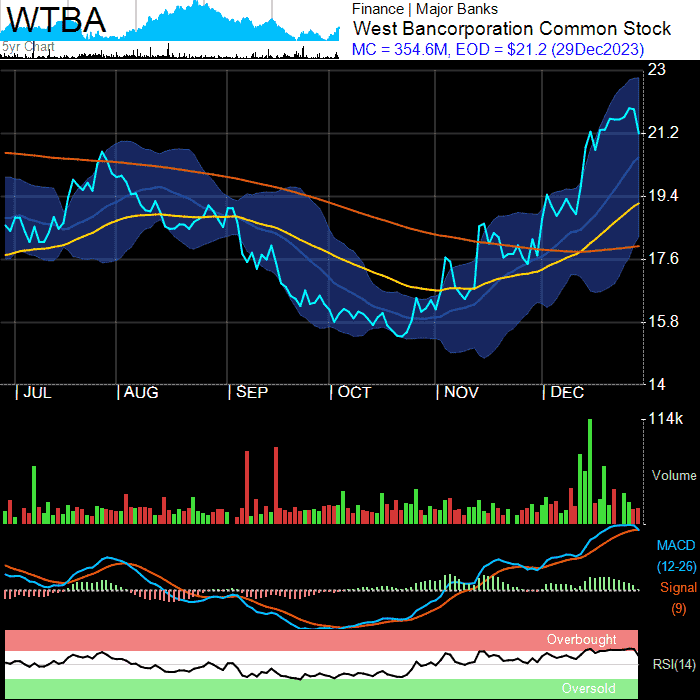 WTBA
5yr Chart
Finance | Major Banks
West Bancorporation Common Stock
MC = 354.6M, EOD = $21.2 (29Dec2023)
23
21.2
19.4
17.6
15.8
14
| JUL | AUG | SEP | OCT | NOV | DEC
114k
Volume
MACD
(12-26)
Signal
(9)
Overbought
RSI(14)
Oversold